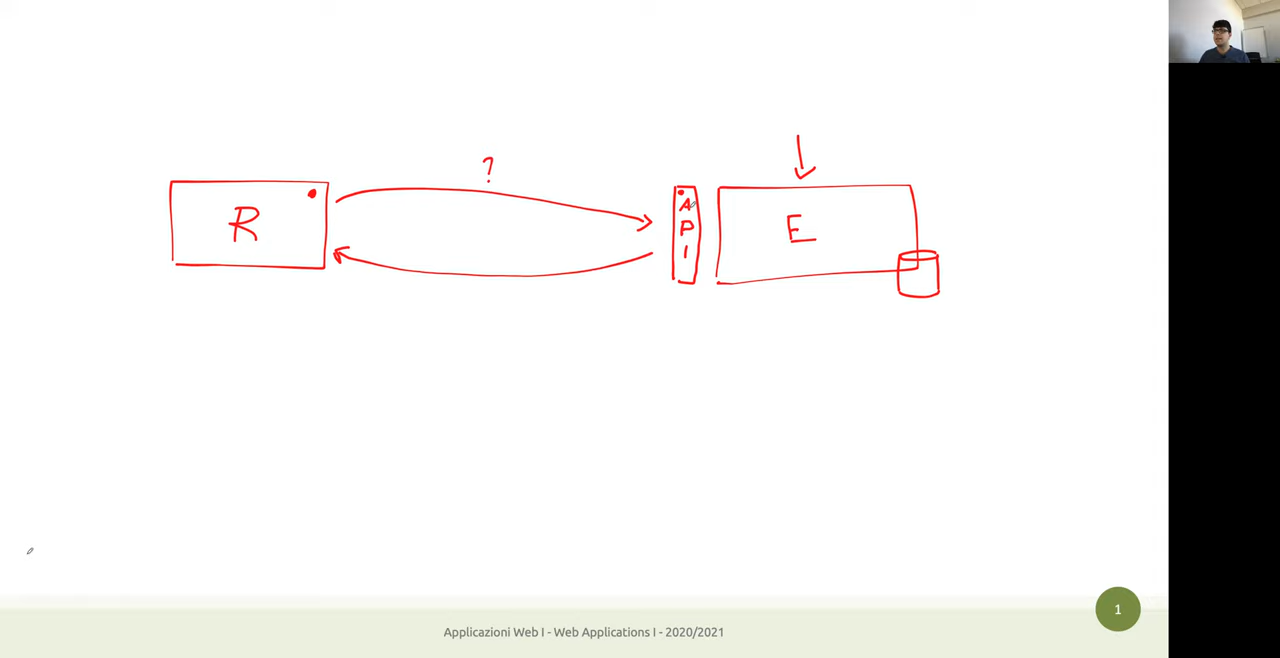 ?
R
A
P
I
E
1
Applicazioni Web I - Web Applications I - 2020/2021